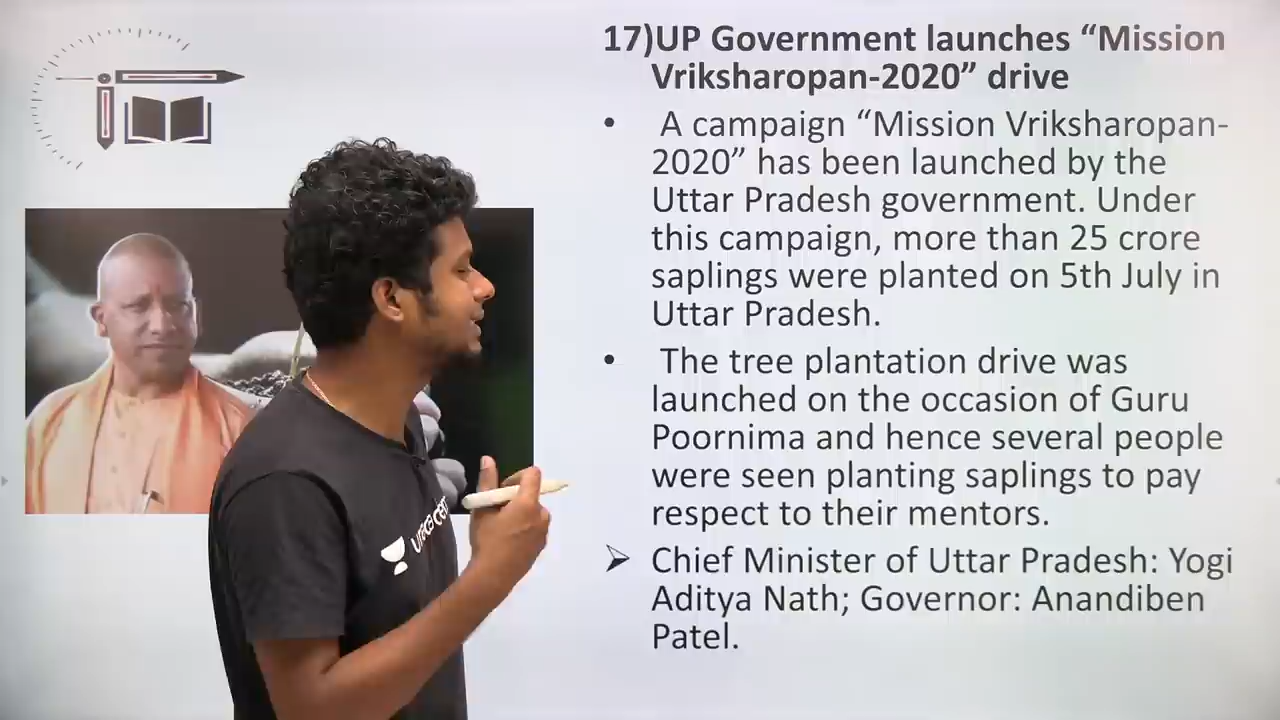 17)UP Government launches “Mission
Vriksharopan-2020” drive
• A campaign “Mission Vriksharopan-
2020” has been launched by the
Uttar Pradesh government. Under
this campaign, more than 25 crore
saplings were planted on 5th July in
Uttar Pradesh.
• The tree plantation drive was
launched on the occasion of Guru
Poornima and hence several people
were seen planting saplings to pay
respect to their mentors.
➢ Chief Minister of Uttar Pradesh: Yogi
Aditya Nath; Governor: Anandiben
Patel.